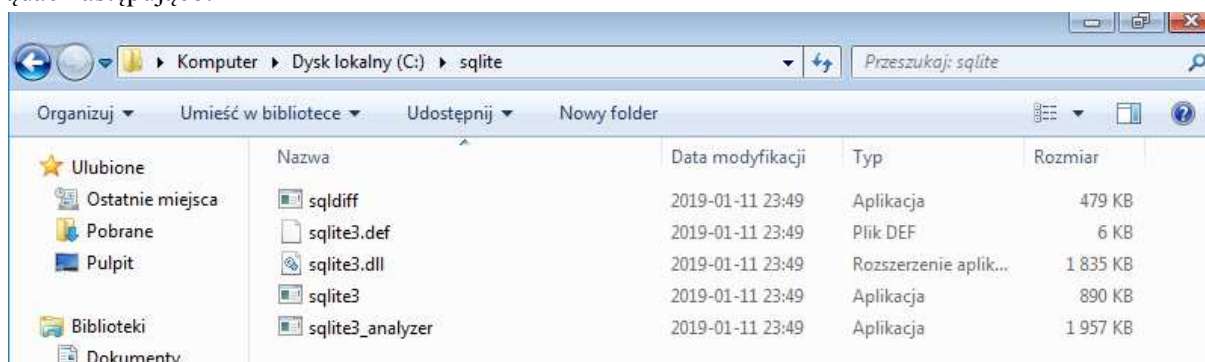 Komputer Dysk lokalny (C:) sqlite Przeszukaj: sqlite
Organizuj Umieść w bibliotece Udostępnij Nowy folder
Ulubione
Ostatnie miejsca
Pobrane
Pulpit
Biblioteki
Dokumenty
Nazwa Data modyfikacji Typ Rozmiar
sqldiff 2019-01-11 23:49 Aplikacja 479 KB
sqlite3.def 2019-01-11 23:49 Plik DEF 6 KB
sqlite3.dll 2019-01-11 23:49 Rozszerzenie aplik... 1 835 KB
sqlite3 2019-01-11 23:49 Aplikacja 890 KB
sqlite3_analyzer 2019-01-11 23:49 Aplikacja 1 957 KB